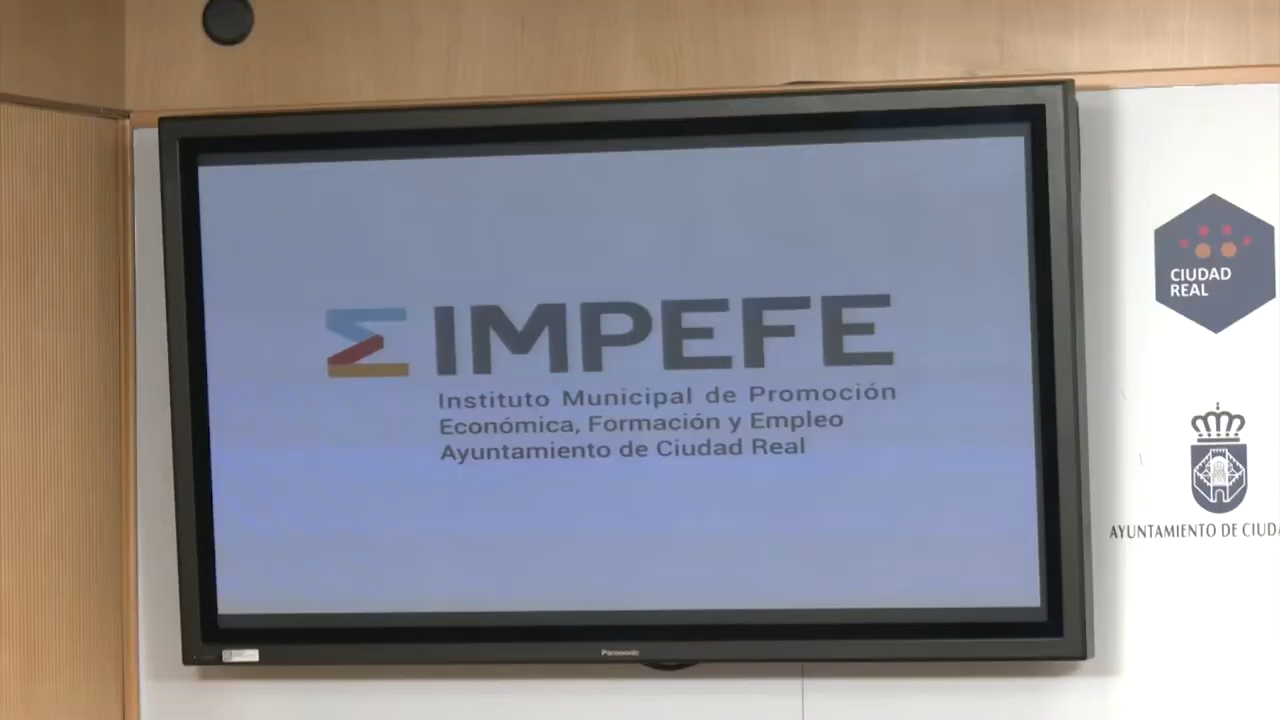 IMPEFE
Instituto Municipal de Promoción
Económica, Formación y Empleo
Ayuntamiento de Ciudad Real
Panasonic
CIUDAD
REAL
AYUNTAMIENTO DE CIUDA